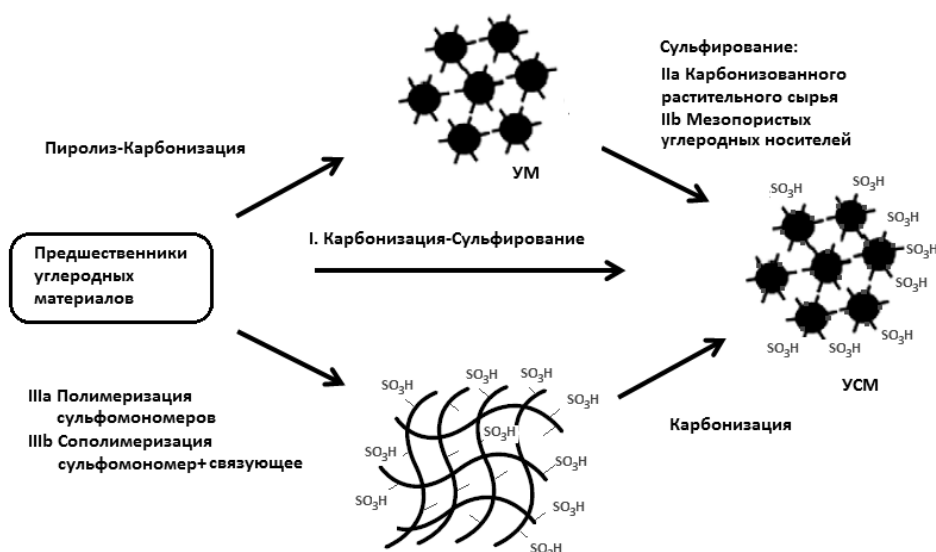 Сульфирование:
IIa Карбонизованного
растительного сырья
IIb Мезопористых
углеродных носителей
Пиролиз-Карбонизация
УМ
SO3H
SO3H
SO3H
I. Карбонизация-Сульфирование
SO3H
SO3H
Предшественники
углеродных
материалов
SO3H
SO3H
SO3H
УСМ
IIIa Полимеризация
сульфомономеров
IIIb Сополимеризация
сульфомономер+связующее
SO3H
SO3H
SO3H
SO3H
SO3H
SO3H
SO3H
SO3H
SO3H
SO3H
SO3H
Карбонизация